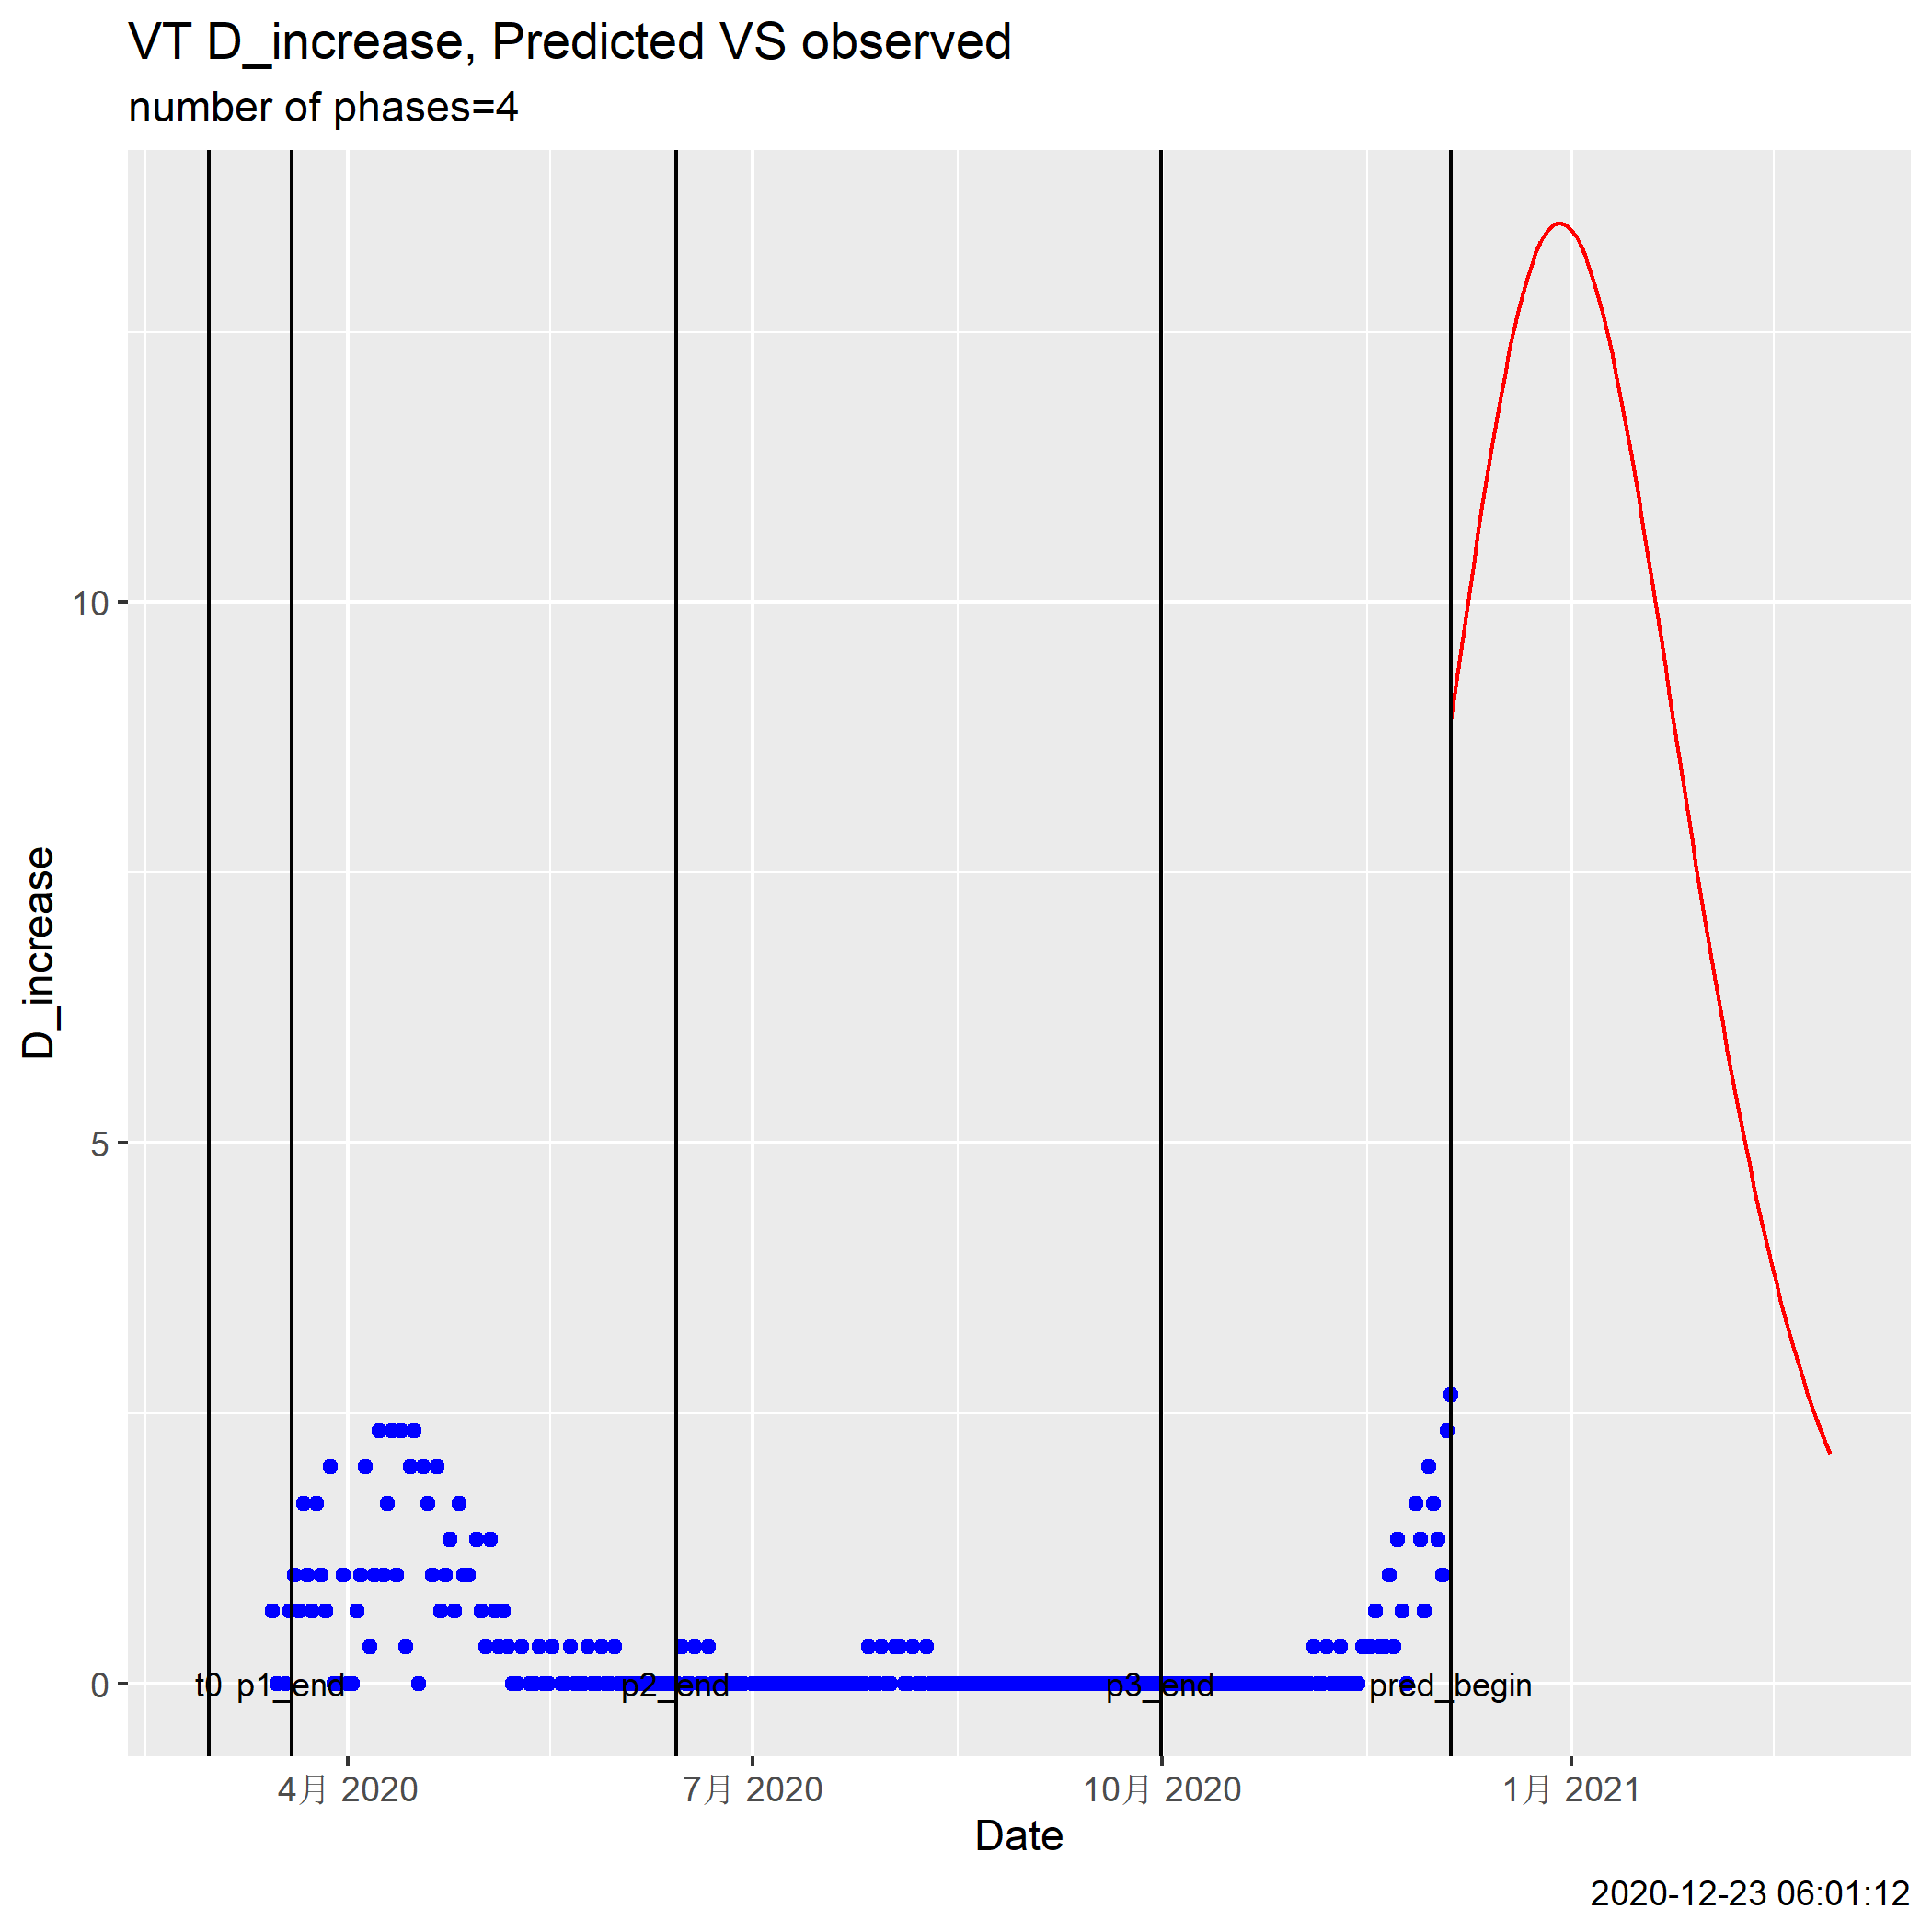 VT D_increase, Predicted VS observed
number of phases=4
D_increase
10
5
0
t0 p1_end p2_end p3_end pred_begin
4月 2020 7月 2020 10月 2020 1月 2021
Date
2020-12-23 06:01:12